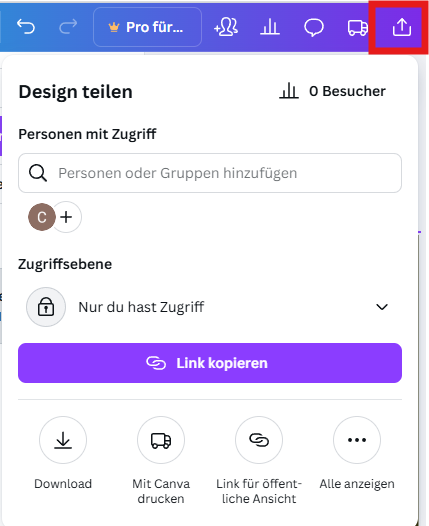 Pro für...
Design teilen
0 Besucher
Personen mit Zugriff
Personen oder Gruppen hinzufügen
C
Zugriffsebene
Nur du hast Zugriff
Link kopieren
Download
Mit Canva
drucken
Link für öffent-
liche Ansicht
Alle anzeigen